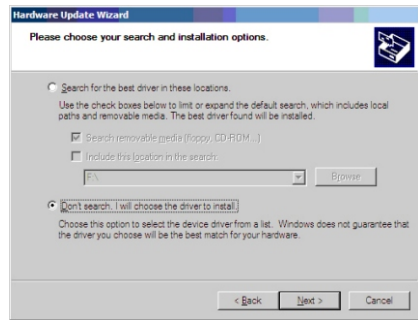 Hardware Update Wizard
Please choose your search and installation options.
Search for the best driver in these locations.
Use the check boxes below to limit or expand the default search, which includes local
paths and removable media. The best driver found will be installed.
Search removable media (floppy, CD-ROM...)
Include this location in the search:
F:\
Browse
Don't search. I will choose the driver to install.
Choose this option to select the device driver from a list. Windows does not guarantee that
the driver you choose will be the best match for your hardware.
< Back Next > Cancel